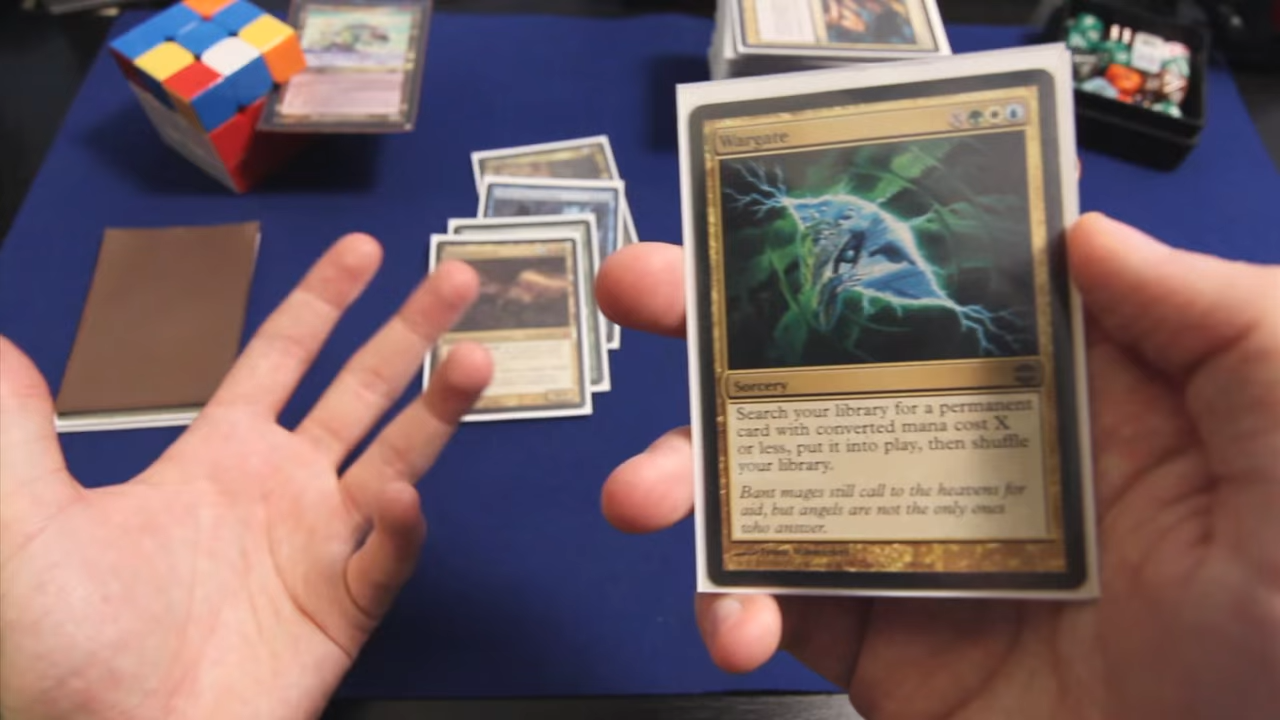 Wargate
X
Sorcery
Search your library for a permanent
card with converted mana cost X
or less, put it into play, then shuffle
your library.
Bant mages still call to the heavens for
aid, but angels are not the only ones
who answer.